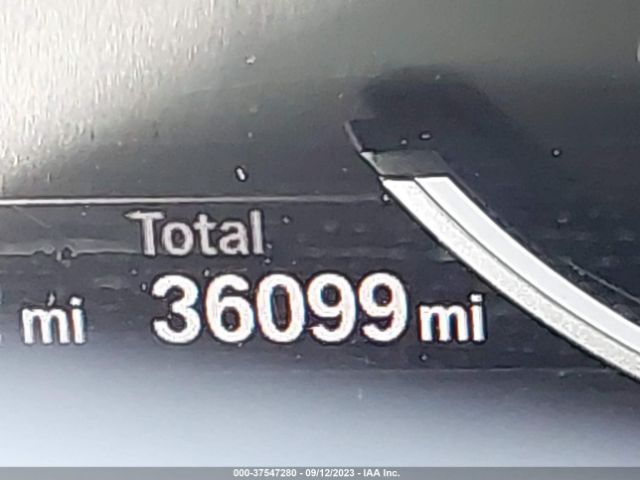 Total
mi 36099 mi
000-37547280 - 09/12/2023 - IAA Inc.